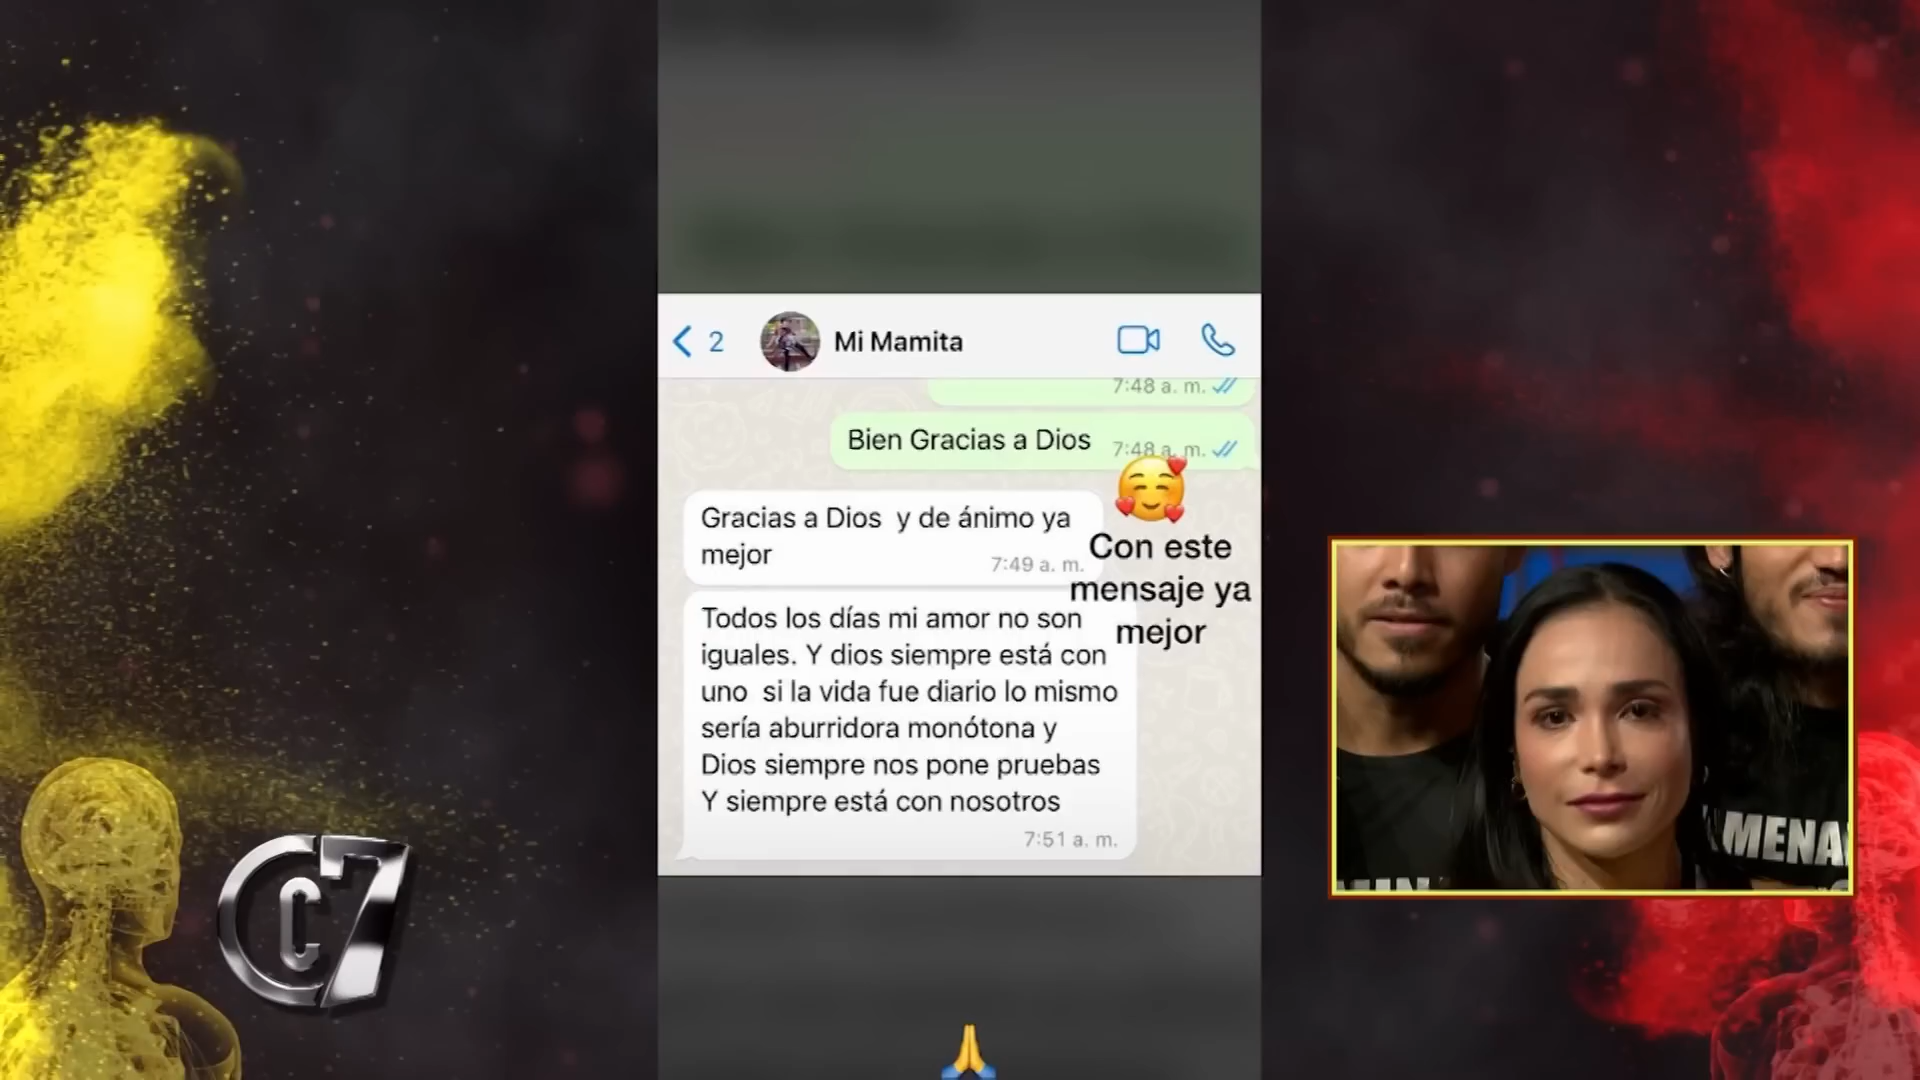 2
Mi Mamita
7:48 a. m.
Bien Gracias a Dios
7:48 a. m.
Gracias a Dios  y de ánimo ya
mejor
7:49 a. m.
Con este
mensaje ya
mejor
Todos los días mi amor no son
iguales. Y dios siempre está con
uno  si la vida fue diario lo mismo
sería aburridora monótona y
Dios siempre nos pone pruebas
Y siempre está con nosotros
7:51 a. m.
CC7
MENA